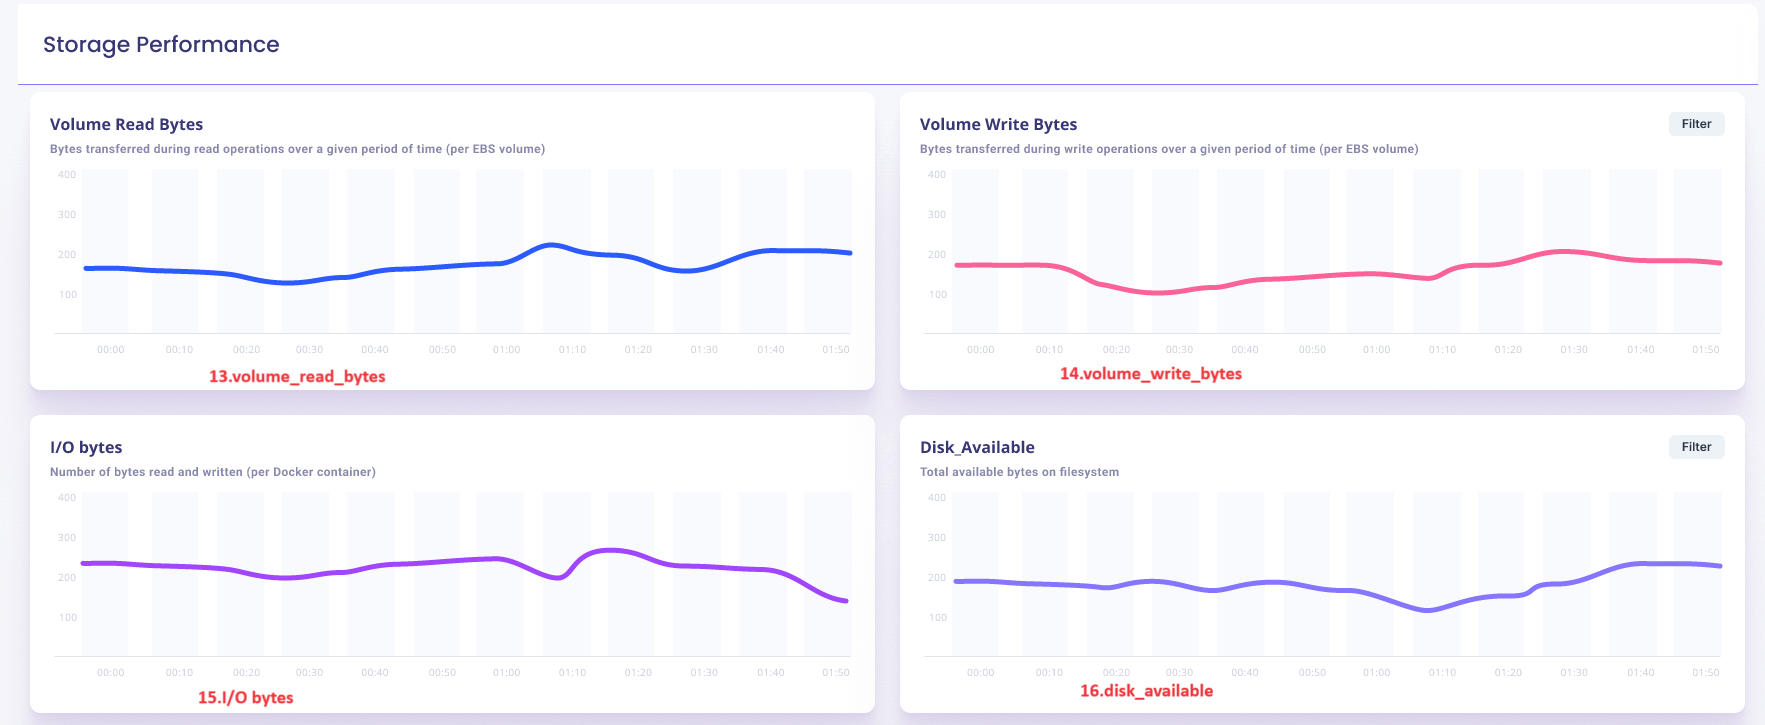 Storage Performance
Volume Read Bytes
Bytes transferred during read operations over a given period of time (per EBS volume)
400
300
200
100
00:00 00:10 00:20 00:30 00:40 00:50 01:00 01:10 01:20 01:30 01:40 01:50
13.volume_read_bytes
Volume Write Bytes
Filter
Bytes transferred during write operations over a given period of time (per EBS volume)
400
300
200
100
00:00 00:10 00:20 00:30 00:40 00:50 01:00 01:10 01:20 01:30 01:40 01:50
14.volume_write_bytes
I/O bytes
Number of bytes read and written (per Docker container)
400
300
200
100
00:00 00:10 00:20 00:30 00:40 00:50 01:00 01:10 01:20 01:30 01:40 01:50
15.I/O bytes
Disk_Available
Filter
Total available bytes on filesystem
400
300
200
100
00:00 00:10 00:20 00:30 00:40 00:50 01:00 01:10 01:20 01:30 01:40 01:50
16.disk_available